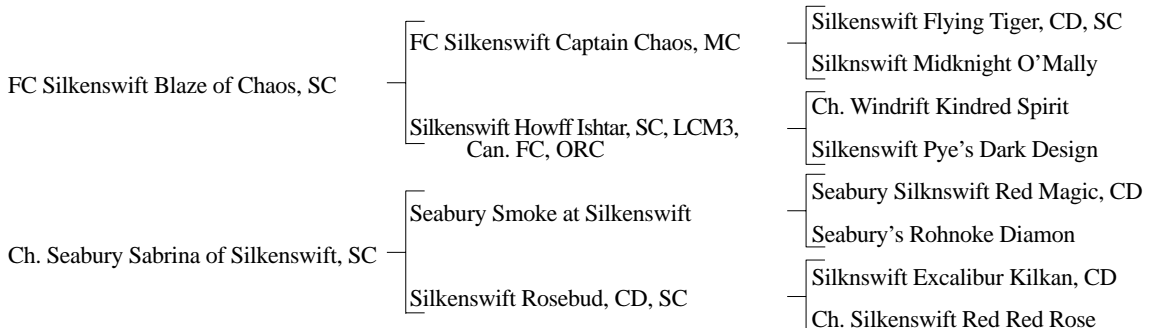 Silkenswift Flying Tiger, CD, SC
FC Silkenswift Captain Chaos, MC
Silknswift Midknight O’Mally
FC Silkenswift Blaze of Chaos, SC
Ch. Windrift Kindred Spirit
Silkenswift Howff Ishtar, SC, LCM3,
Can. FC, ORC
Silkenswift Pye’s Dark Design
Seabury Silknswift Red Magic, CD
Seabury Smoke at Silkenswift
Seabury’s Rohnoke Diamon
Ch. Seabury Sabrina of Silkenswift, SC
Silknswift Excalibur Kilkan, CD
Silkenswift Rosebud, CD, SC
Ch. Silkenswift Red Red Rose